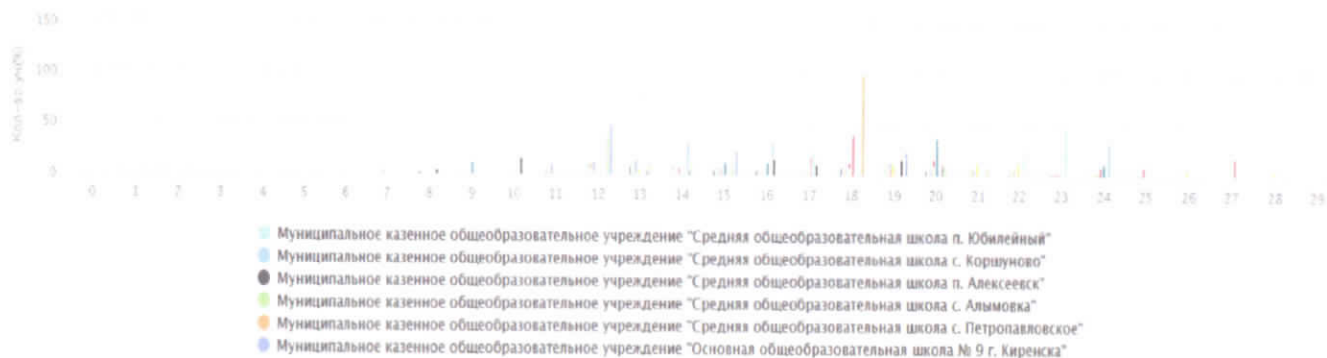 150
Кол-во уч(%)
100
50
0
0 1 2 3 4 5 6 7 8 9 10 11 12 13 14 15 16 17 18 19 20 21 22 23 24 25 26 27 28 29
Муниципальное казенное общеобразовательное учреждение "Средняя общеобразовательная школа п. Юбилейный"
Муниципальное казенное общеобразовательное учреждение "Средняя общеобразовательная школа с. Коршуново"
Муниципальное казенное общеобразовательное учреждение "Средняя общеобразовательная школа п. Алексеевск"
Муниципальное казенное общеобразовательное учреждение "Средняя общеобразовательная школа с. Алымовка"
Муниципальное казенное общеобразовательное учреждение "Средняя общеобразовательная школа с. Петропавловское"
Муниципальное казенное общеобразовательное учреждение "Основная общеобразовательная школа № 9 г. Киренска"